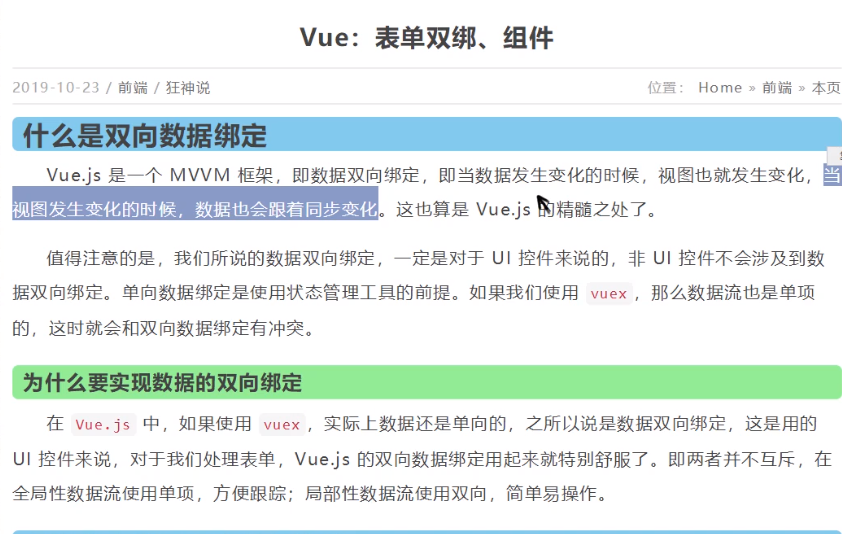 Vue：表单双绑、组件
2019-10-23 / 前端 / 狂神说
位置： Home » 前端 » 本页
什么是双向数据绑定
Vue.js 是一个 MVVM 框架，即数据双向绑定，即当数据发生变化的时候，视图也就发生变化，当
视图发生变化的时候，数据也会跟着同步变化。这也算是 Vue.js 的精髓之处了。
值得注意的是，我们所说的数据双向绑定，一定是对于 UI 控件来说的，非 UI 控件不会涉及到数
据双向绑定。单向数据绑定是使用状态管理工具的前提。如果我们使用 vuex，那么数据流也是单项
的，这时就会和双向数据绑定有冲突。
为什么要实现数据的双向绑定
在 Vue.js 中，如果使用 vuex，实际上数据还是单向的，之所以说是数据双向绑定，这是用的
UI 控件来说，对于我们处理表单，Vue.js 的双向数据绑定用起来就特别舒服了。即两者并不互斥，在
全局性数据流使用单项，方便跟踪；局部性数据流使用双向，简单易操作。